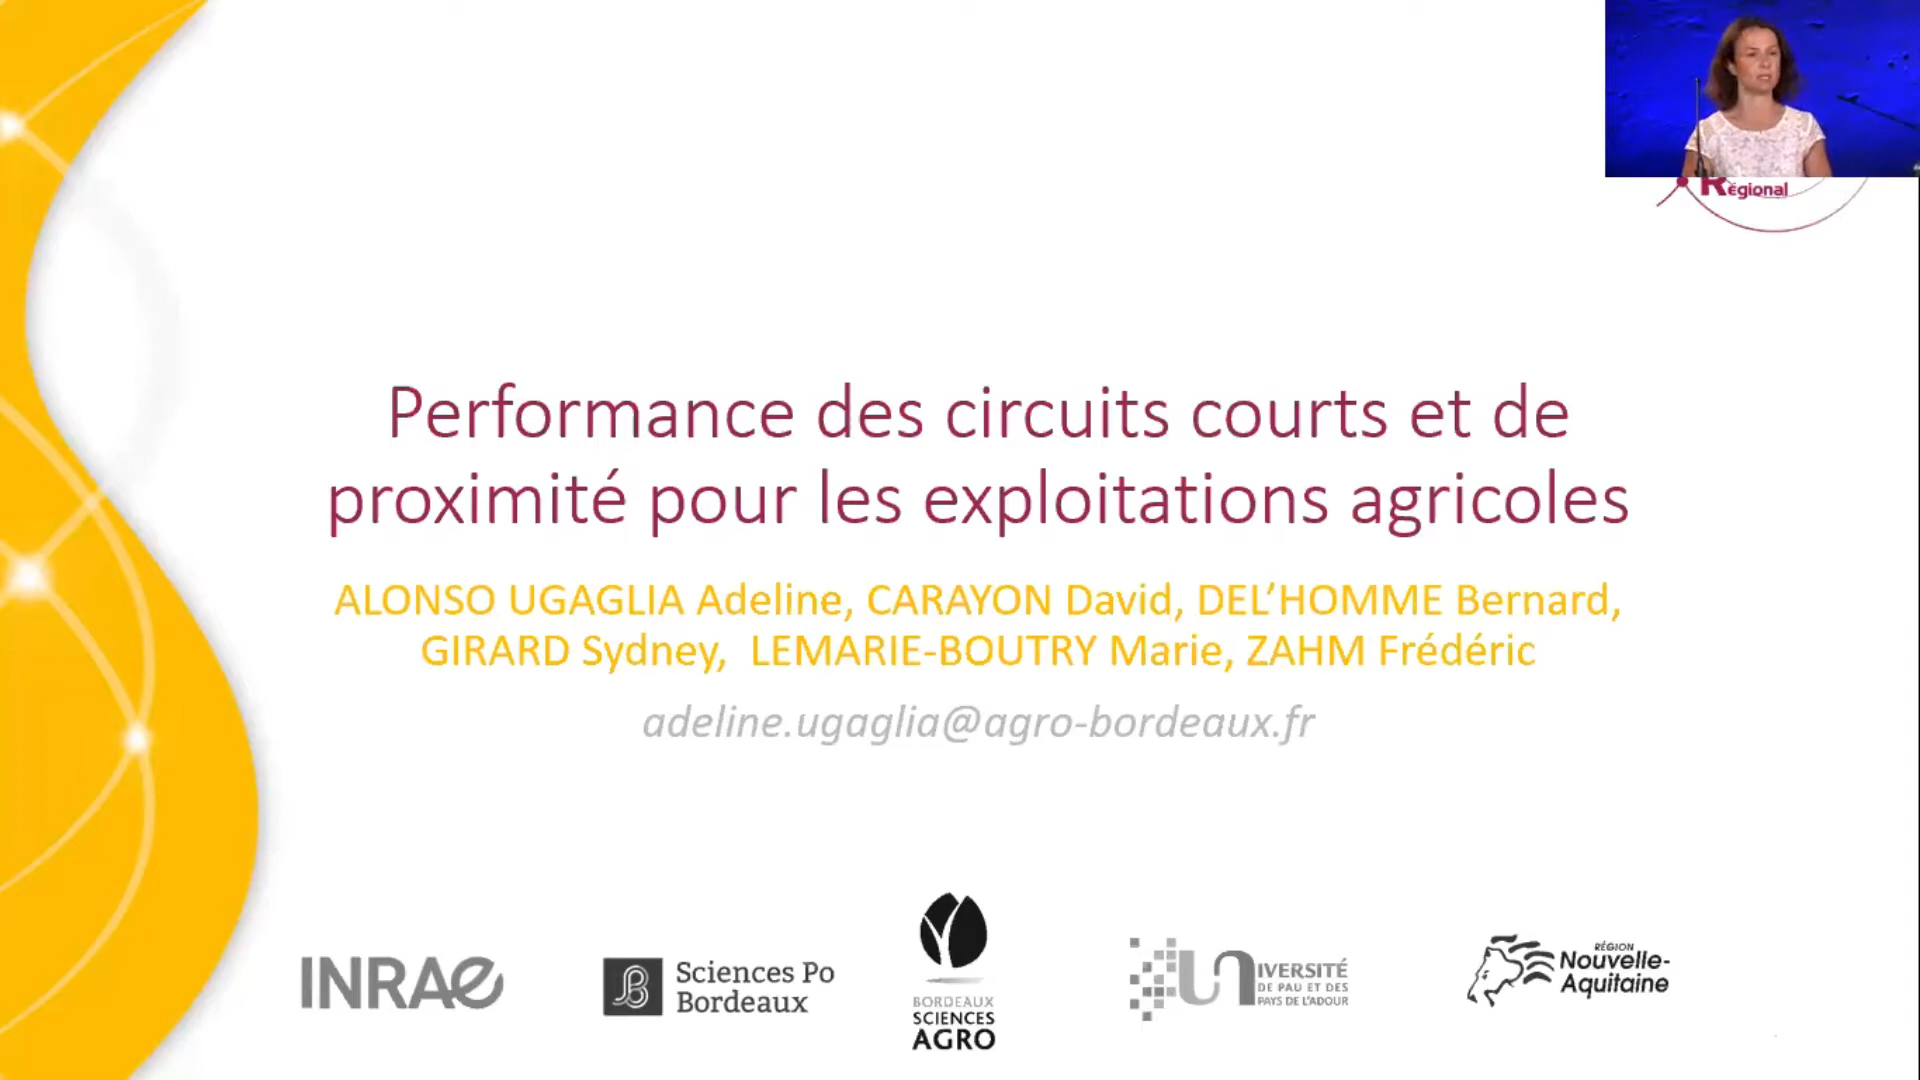 Régional
Performance des circuits courts et de
proximité pour les exploitations agricoles
ALONSO UGAGLIA Adeline, CARAYON David, DEL’HOMME Bernard,
GIRARD Sydney, LEMARIE-BOUTRY Marie, ZAHM Frédéric
adeline.ugaglia@agro-bordeaux.fr
INRAE
Sciences Po
Bordeaux
BORDEAUX
SCIENCES
AGRO
UNIVERSITÉ
DE PAU ET DES
PAYS DE L'ADOUR
RÉGION
Nouvelle-
Aquitaine